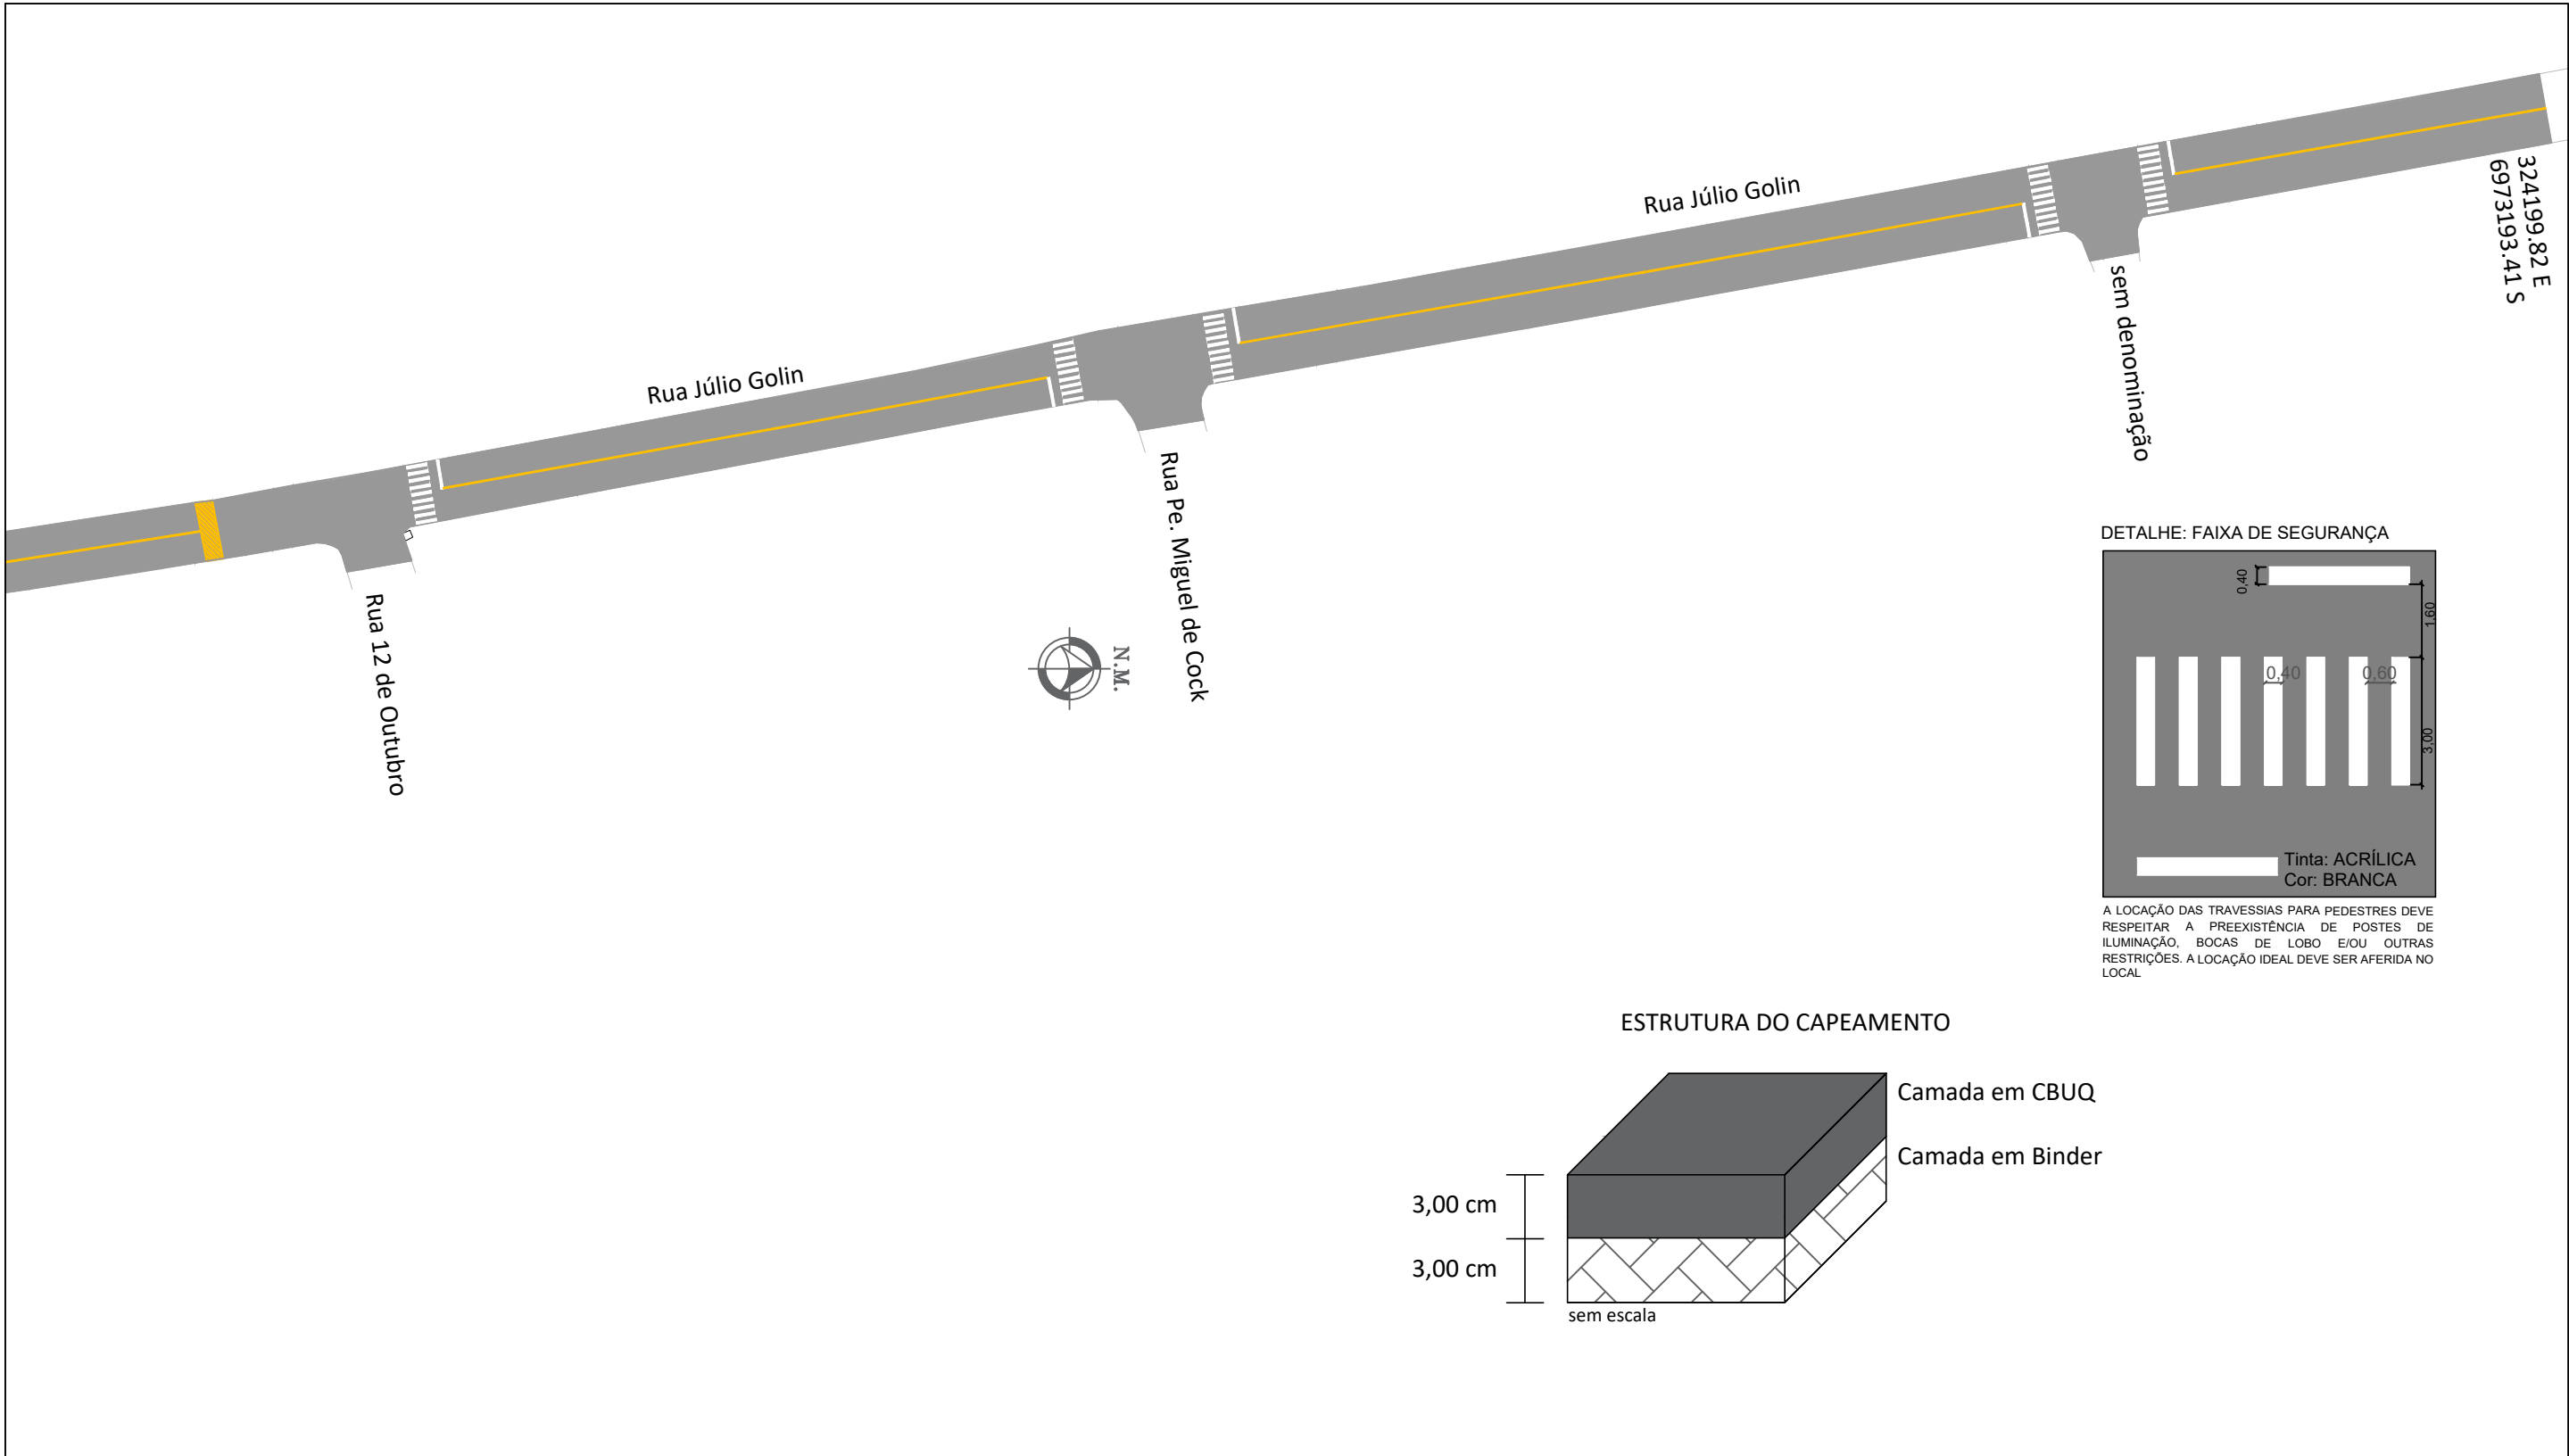 Rua Júlio Golin
324199.82 E
6973193.41 S
sem denominação
Rua Júlio Golin
Rua Pe. Miguel de Cock
Rua 12 de Outubro
N.M.
DETALHE: FAIXA DE SEGURANÇA
0,40
1,60
0,40
0,60
3,00
Tinta: ACRÍLICA
Cor: BRANCA
A LOCAÇÃO DAS TRAVESSIAS PARA PEDESTRES DEVE
RESPEITAR A PREEXISTÊNCIA DE POSTES DE
ILUMINAÇÃO, BOCAS DE LOBO E/OU OUTRAS
RESTRIÇÕES. A LOCAÇÃO IDEAL DEVE SER AFERIDA NO
LOCAL
ESTRUTURA DO CAPEAMENTO
Camada em CBUQ
Camada em Binder
3,00 cm
3,00 cm
sem escala